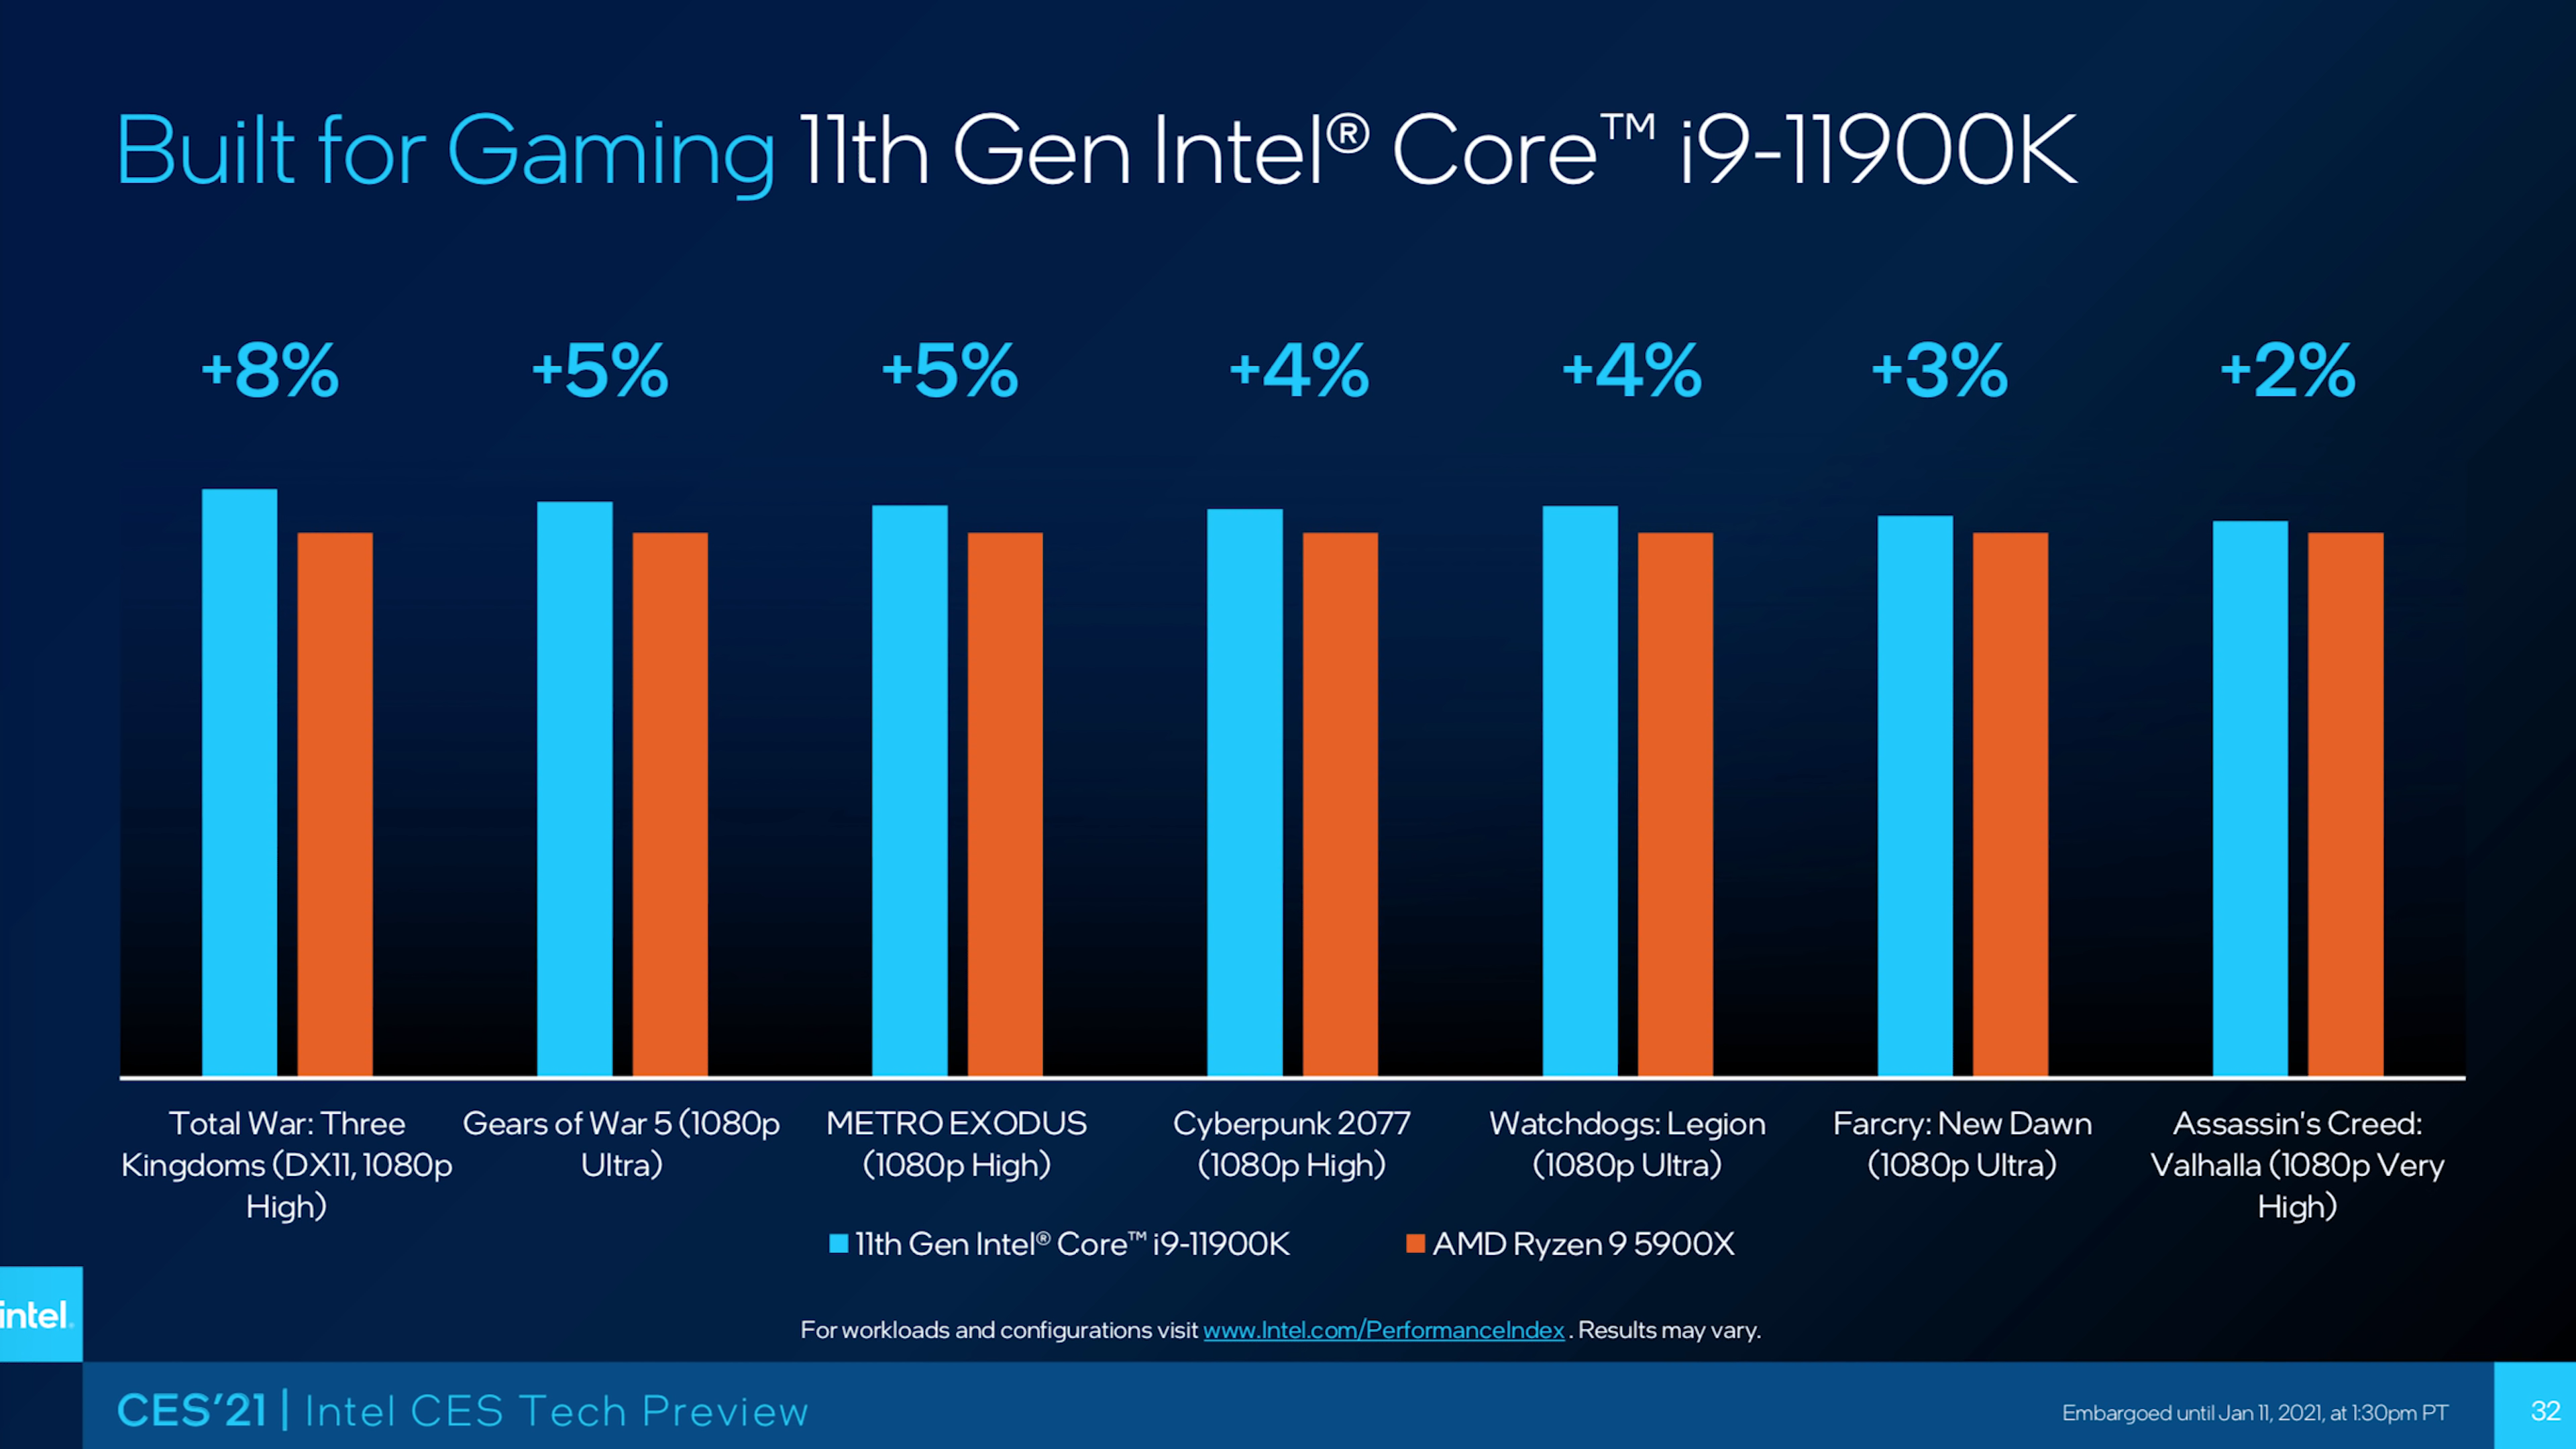 Built for Gaming 11th Gen Intel® Core™ i9-11900K
+8% +5% +5% +4% +4% +3% +2%
Total War: Three
Kingdoms (DX11, 1080p
High)
Gears of War 5 (1080p
Ultra)
METRO EXODUS
(1080p High)
Cyberpunk 2077
(1080p High)
Watchdogs: Legion
(1080p Ultra)
Farcry: New Dawn
(1080p Ultra)
Assassin's Creed:
Valhalla (1080p Very
High)
11th Gen Intel® Core™ i9-11900K
AMD Ryzen 9 5900X
intel.
For workloads and configurations visit www.Intel.com/PerformanceIndex . Results may vary.
CES'21 | Intel CES Tech Preview
Embargoed until Jan 11, 2021, at 1:30pm PT
32